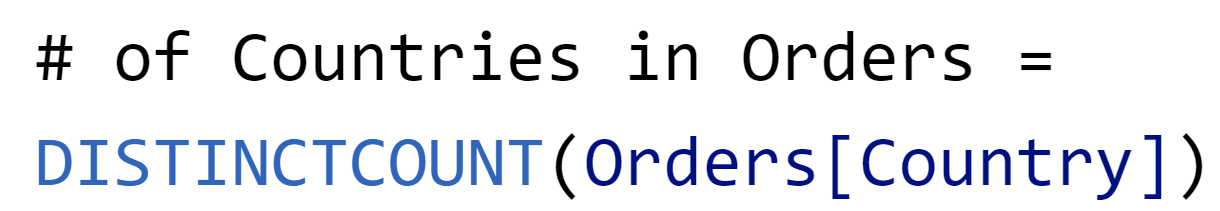 # of Countries in Orders =
DISTINCTCOUNT(Orders[Country])